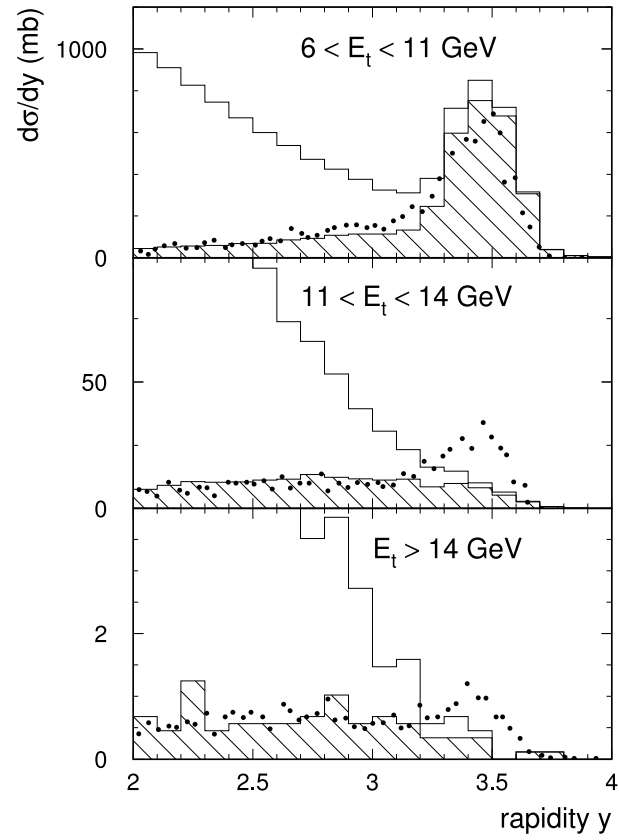 dσ/dy (mb)
6 < E_t < 11 GeV
1000
0
11 < E_t < 14 GeV
50
0
E_t > 14 GeV
2
0
2 2.5 3 3.5 4
rapidity y